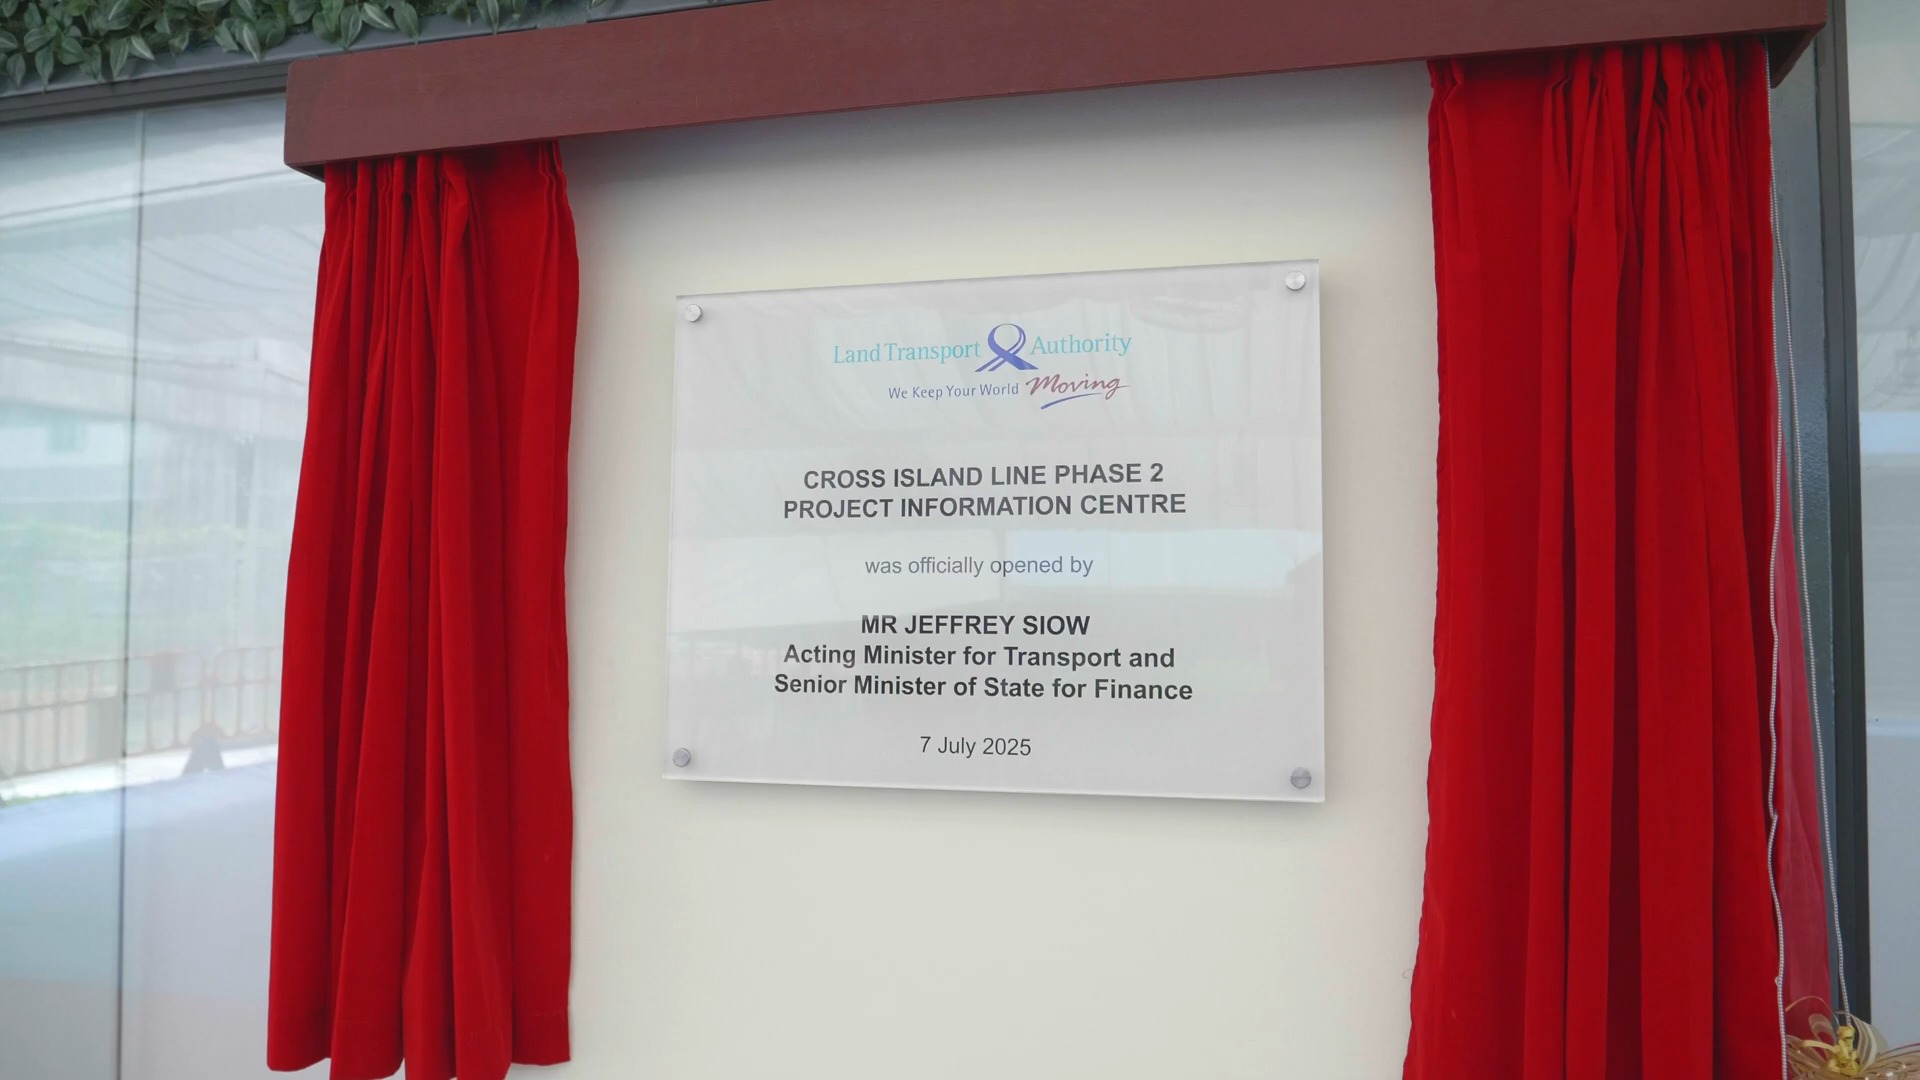 Land Transport Authority
We Keep Your World Moving
CROSS ISLAND LINE PHASE 2
PROJECT INFORMATION CENTRE
was officially opened by
MR JEFFREY SIOW
Acting Minister for Transport and
Senior Minister of State for Finance
7 July 2025